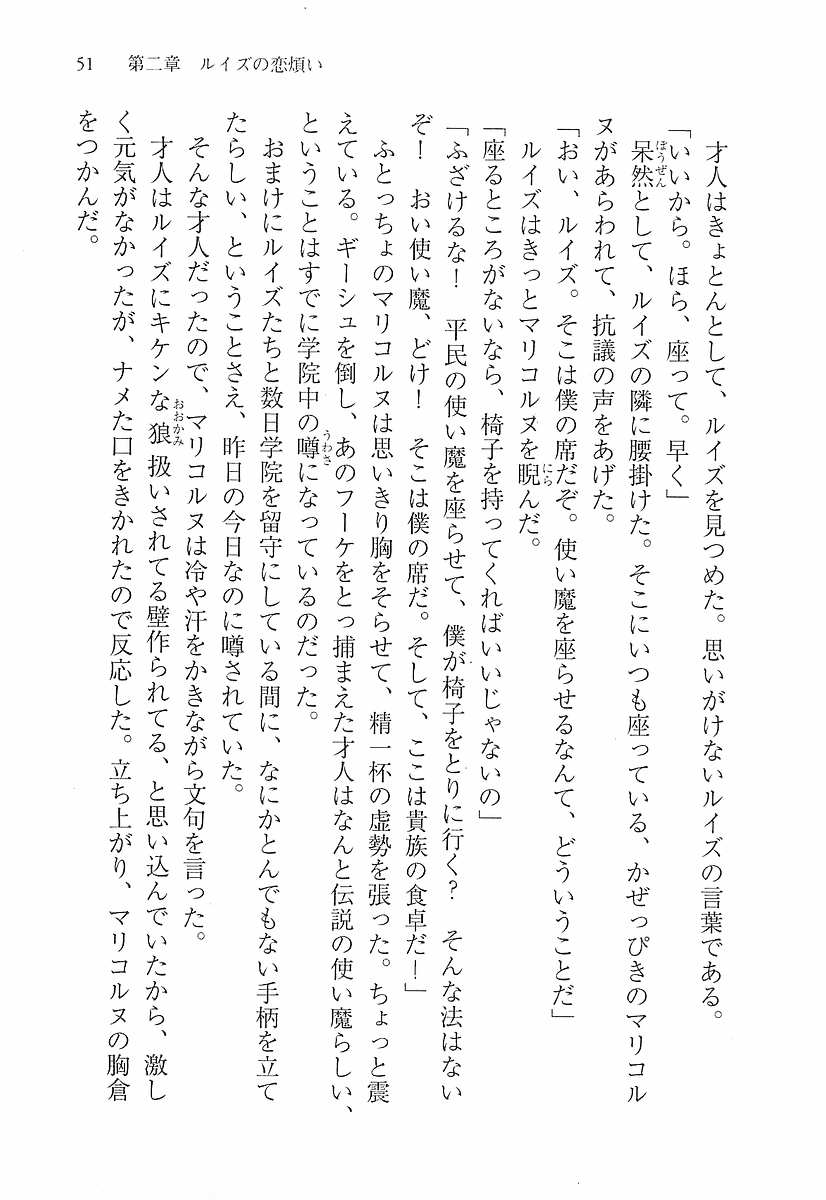 51　第二章　ルイズの恋煩い
　才人はきょとんとして、ルイズを見つめた。思いがけないルイズの言葉である。
「いいから。ほら、座って。早く」
　呆然として、ルイズの隣に腰掛けた。そこにいつも座っている、かぜっぴきのマリコル
ヌがあらわれて、抗議の声をあげた。
「おい、ルイズ。そこは僕の席だぞ。使い魔を座らせるなんて、どういうことだ」
　ルイズはきっとマリコルヌを睨んだ。
「座るところがないなら、椅子を持ってくればいいじゃないの」
「ふざけるな！　平民の使い魔を座らせて、僕が椅子をとりに行く？　そんな法はない
ぞ！　おい使い魔、どけ！　そこは僕の席だ。そして、ここは貴族の食卓だ！」
　ふとっちょのマリコルヌは思いきり胸をそらせて、精一杯の虚勢を張った。ちょっと震
えている。ギーシュを倒し、あのフーケをとっ捕まえた才人はなんと伝説の使い魔らしい、
ということはすでに学院中の噂になっているのだった。
　おまけにルイズたちと数日学院を留守にしている間に、なにかとんでもない手柄を立て
たらしい、ということさえ、昨日の今日なのに噂されていた。
　そんな才人だったので、マリコルヌは冷や汗をかきながら文句を言った。
　才人はルイズにキケンな狼扱いされてる壁作られてる、と思い込んでいたから、激し
く元気がなかったが、ナメた口をきかれたので反応した。立ち上がり、マリコルヌの胸倉
をつかんだ。